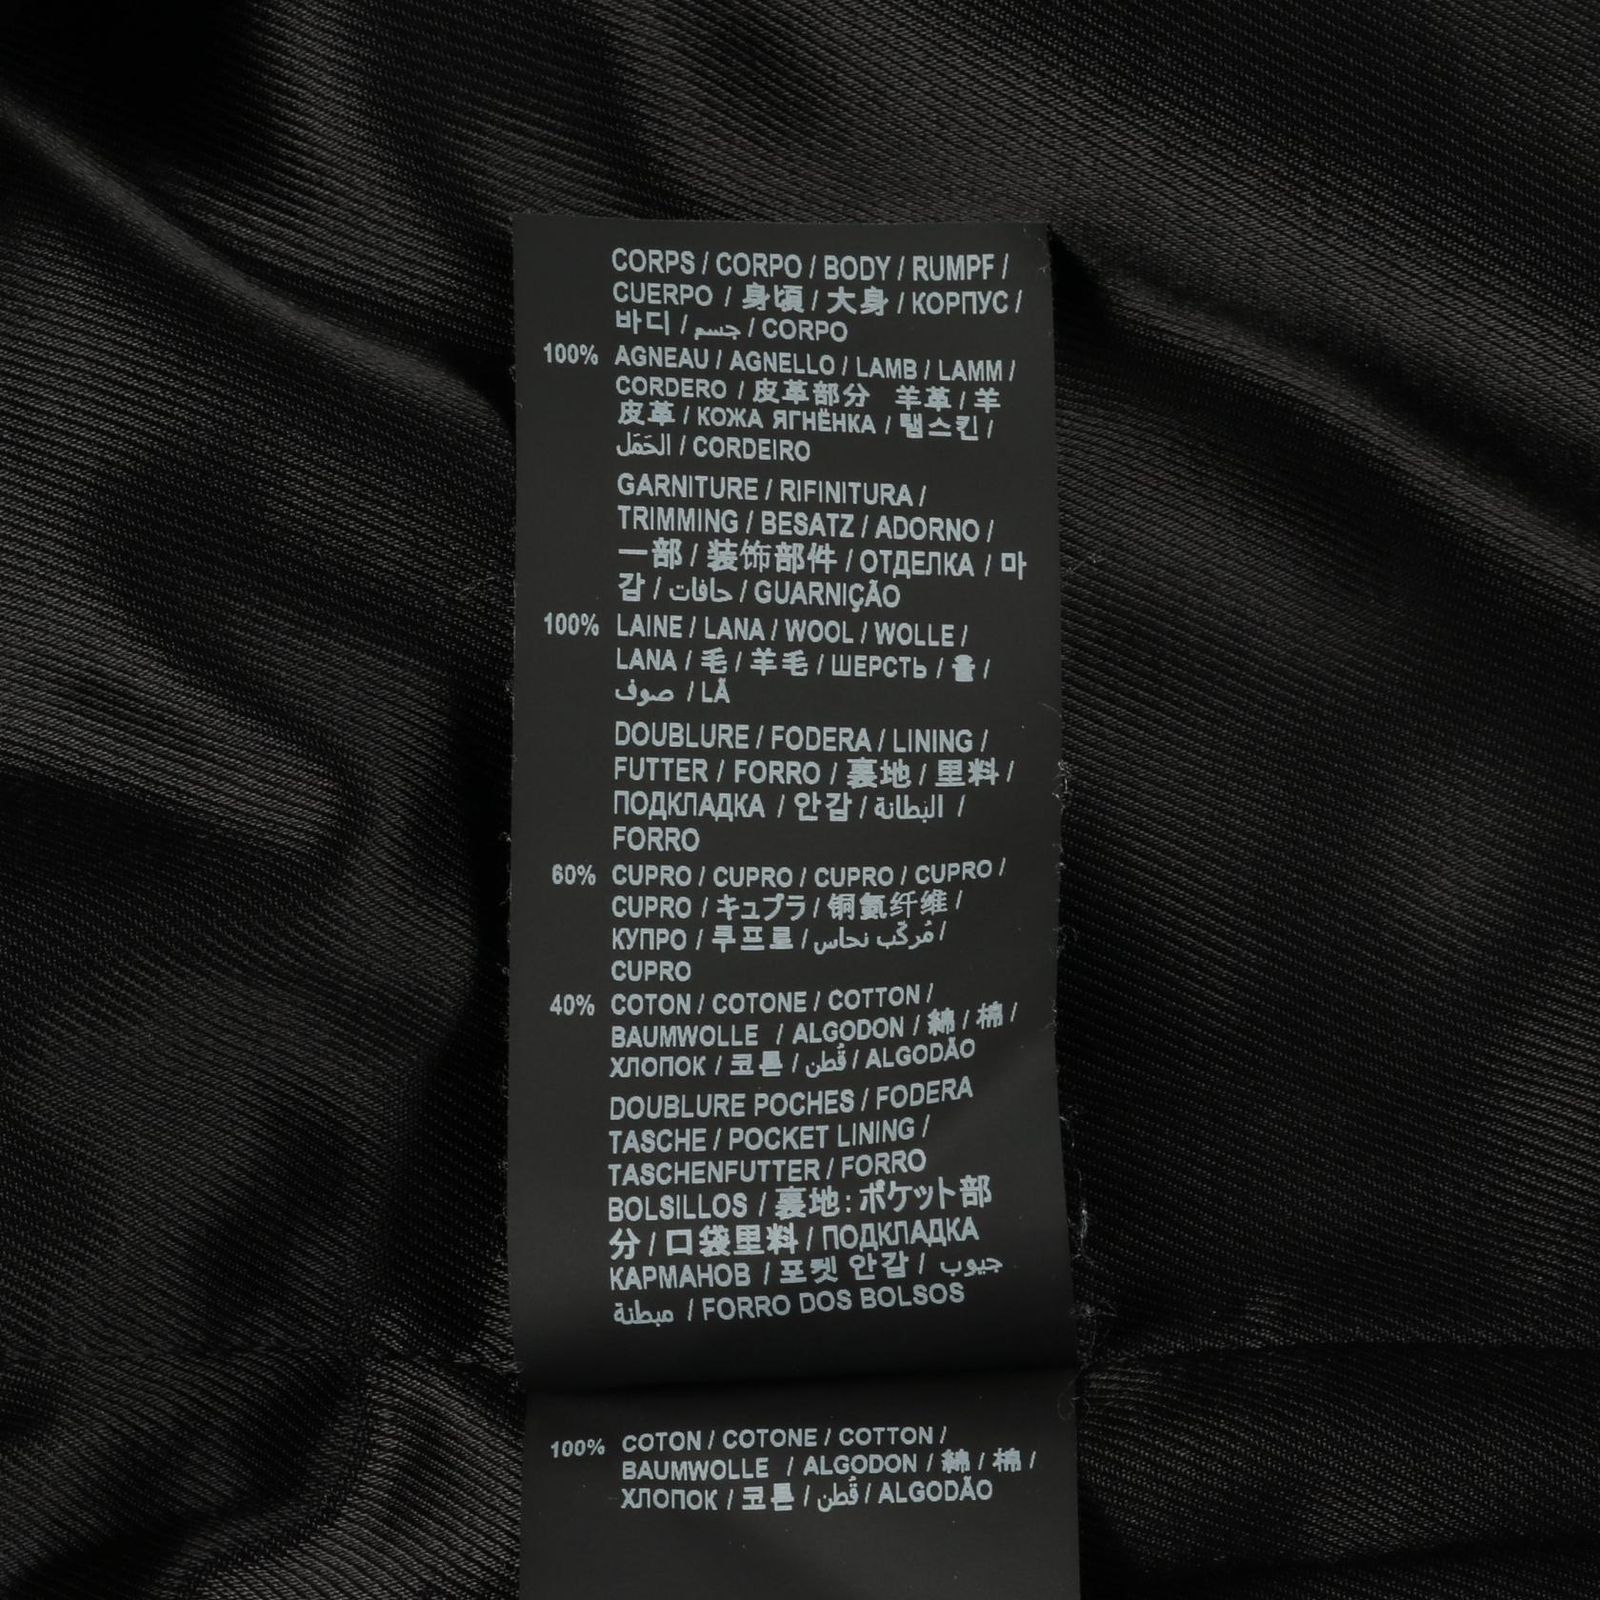 CORPS / CORPO / BODY / RUMPF /
CUERPO / 身頃 / 大身 / КОРПУС /
바디 / جسم / CORPO
100% AGNEAU / AGNELLO / LAMB / LAMM /
CORDERO / 皮革部分 羊革 / 羊
皮革 / КОЖА ЯГНЁНКА / 램스킨 /
الحَمَل / CORDEIRO
GARNITURE / RIFINITURA /
TRIMMING / BESATZ / ADORNO /
一部 / 装饰部件 / ОТДЕЛКА / 마
감 / حافات / GUARNIÇÃO
100% LAINE / LANA / WOOL / WOLLE /
LANA / 毛 / 羊毛 / ШЕРСТЬ / 울 /
صوف / LÃ
DOUBLURE / FODERA / LINING /
FUTTER / FORRO / 裏地 / 里料 /
ПОДКЛАДКА / 안감 / البطانة /
FORRO
60% CUPRO / CUPRO / CUPRO / CUPRO /
CUPRO / キュプラ / 铜氨纤维 /
КУПРО / 쿠프로 / مُركّب نحاس /
CUPRO
40% COTON / COTONE / COTTON /
BAUMWOLLE / ALGODON / 綿 / 棉 /
ХЛОПОК / 코튼 / قُطن / ALGODÃO
DOUBLURE POCHES / FODERA
TASCHE / POCKET LINING /
TASCHENFUTTER / FORRO
BOLSILLOS / 裏地:ポケット部
分 / 口袋里料 / ПОДКЛАДКА
КАРМАНОВ / 포켓 안감 / جيوب
مبطنة / FORRO DOS BOLSOS
100% COTON / COTONE / COTTON /
BAUMWOLLE / ALGODON / 綿 / 棉 /
ХЛОПОК / 코튼 / قُطن / ALGODÃO